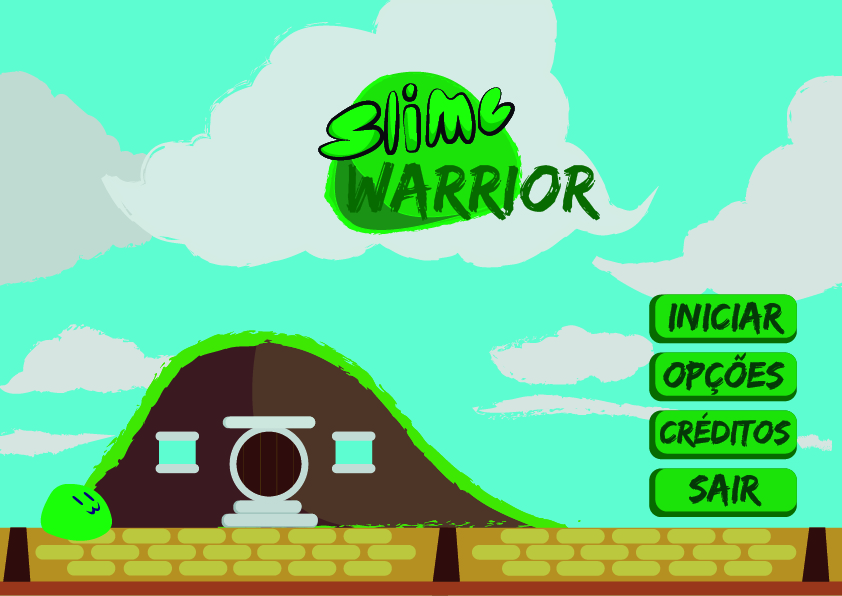 Slime
WARRIOR
INICIAR
OPÇÕES
CRÉDITOS
SAIR